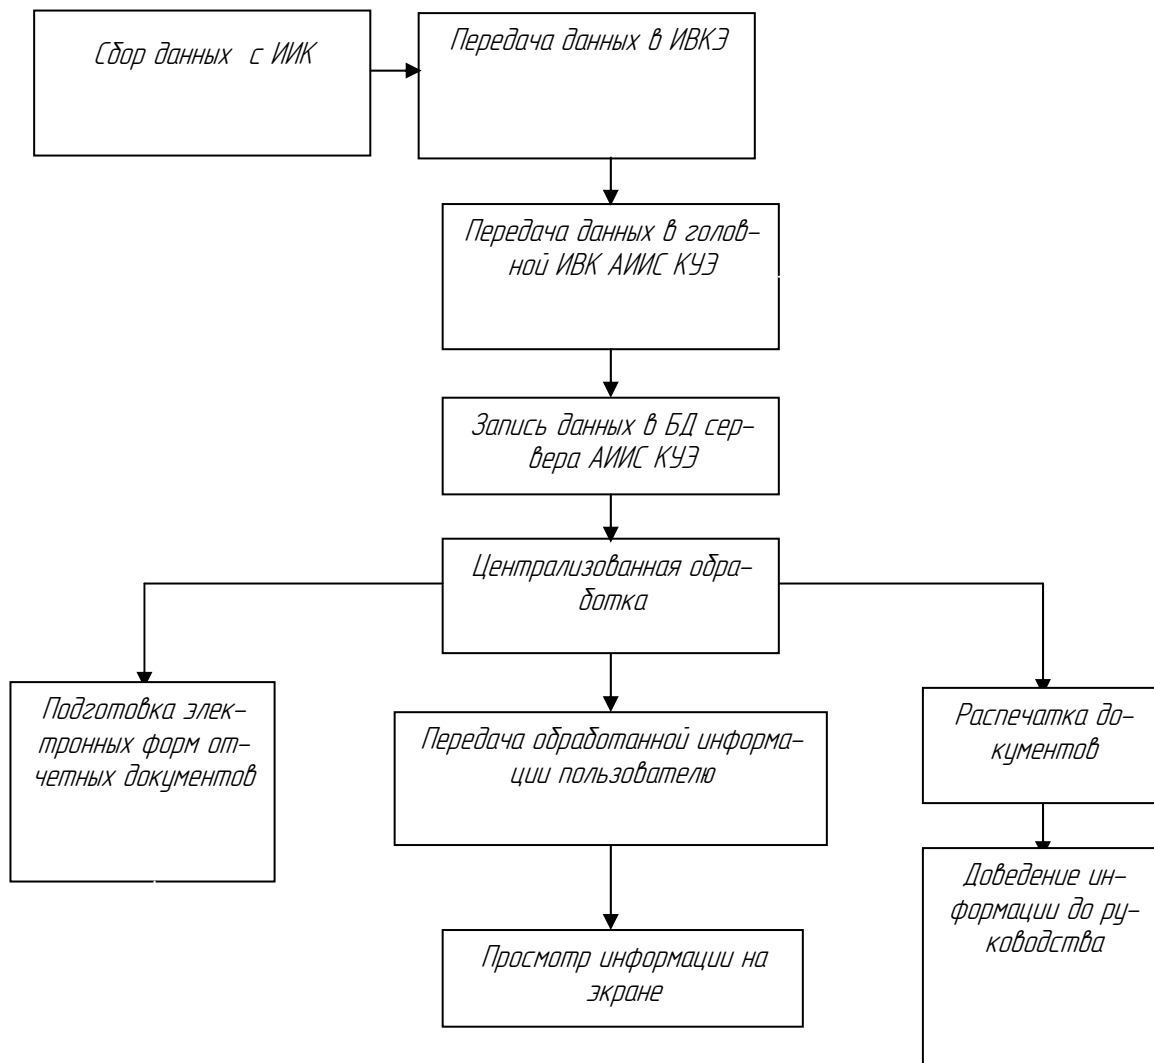 Сбор данных с ИИК
Передача данных в ИВКЭ
Передача данных в голов-
ной ИВК АИИС КУЭ
Запись данных в БД сер-
вера АИИС КУЭ
Централизованная обра-
ботка
Подготовка элек-
тронных форм от-
четных документов
Передача обработанной информа-
ции пользователю
Распечатка до-
кументов
Просмотр информации на
экране
Доведение ин-
формации до ру-
ководства